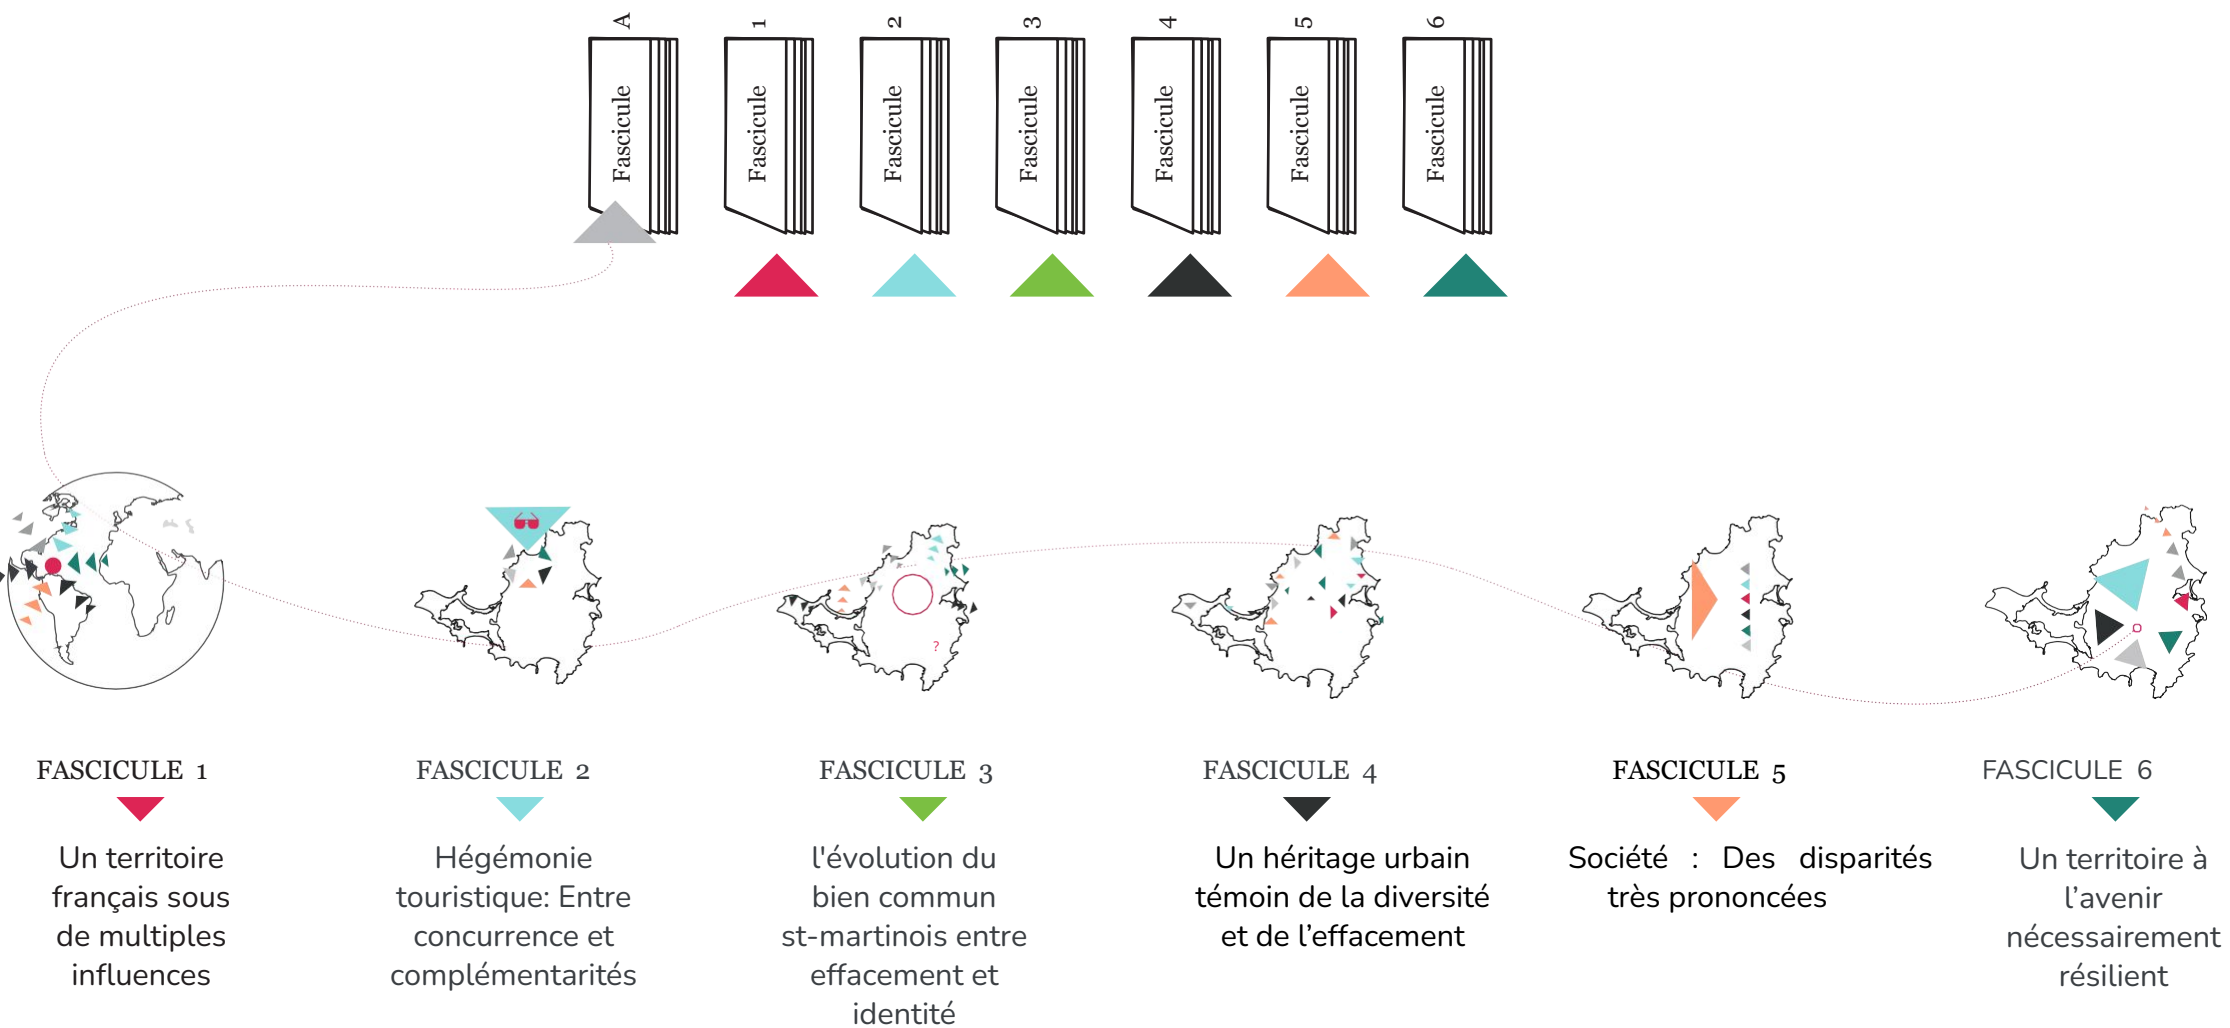 A
Fascicule
1
Fascicule
2
Fascicule
3
Fascicule
4
Fascicule
5
Fascicule
6
Fascicule
?
FASCICULE 1
Un territoire
français sous
de multiples
influences
FASCICULE 2
Hégémonie
touristique: Entre
concurrence et
complémentarités
FASCICULE 3
l'évolution du
bien commun
st-martinois entre
effacement et
identité
FASCICULE 4
Un héritage urbain
témoin de la diversité
et de l’effacement
FASCICULE 5
Société : Des disparités
très prononcées
FASCICULE 6
Un territoire à
l’avenir
nécessairement
résilient